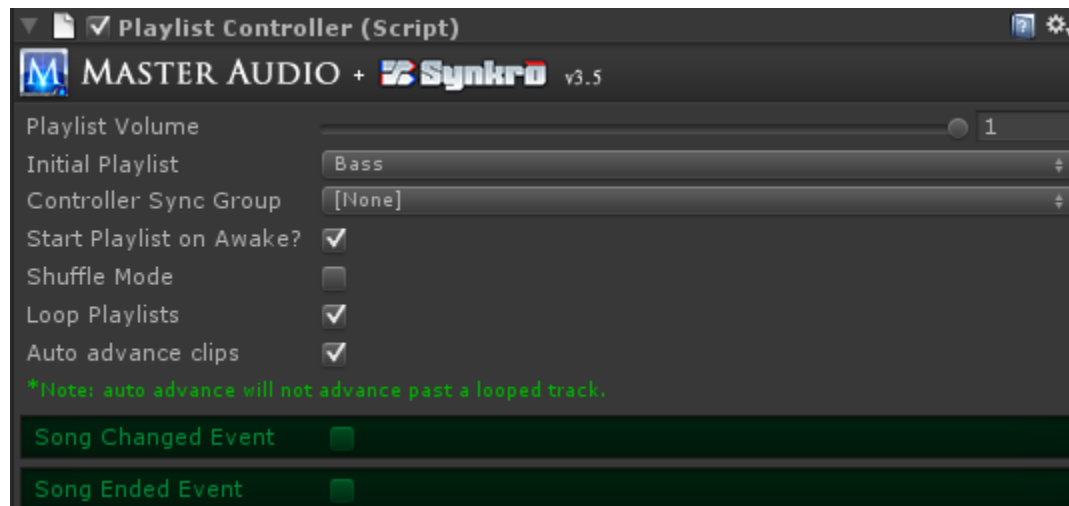 Playlist Controller (Script)
M MASTER AUDIO + Synkro v3.5
Playlist Volume 1
Initial Playlist Bass
Controller Sync Group [None]
Start Playlist on Awake?
Shuffle Mode
Loop Playlists
Auto advance clips
*Note: auto advance will not advance past a looped track.
Song Changed Event
Song Ended Event